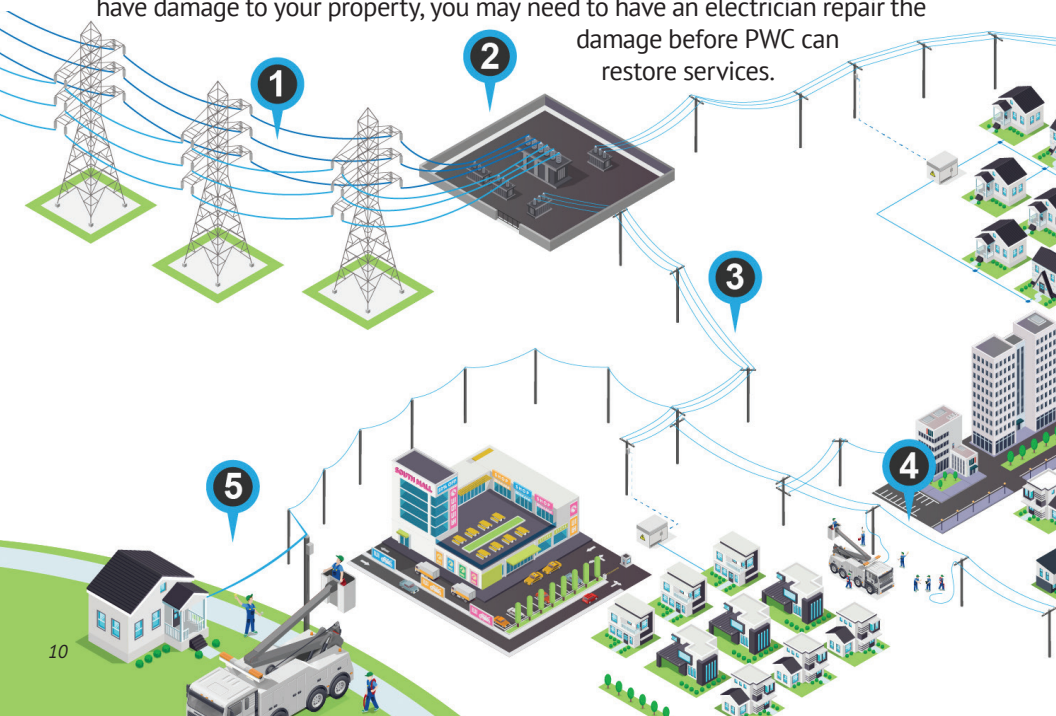 have damage to your property, you may need to have an electrician repair the
damage before PWC can
restore services.
1
2
3
4
5
SOUTH MALL
10